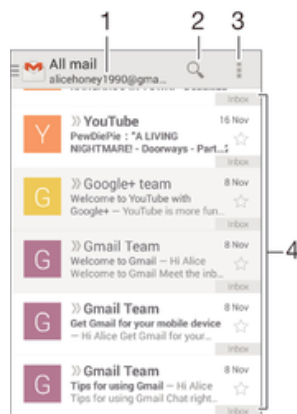 1 2 3
All mail
alicehoney1990@gma...
Inbox
Y
YouTube
16 Nov
PewDiePie : "A LIVING
NIGHTMARE! - Doorways - Part...2
Inbox
G
Google+ team
8 Nov
Welcome to YouTube with
Google+ – YouTube is more fun...
Inbox
4
G
Gmail Team
8 Nov
Welcome to Gmail – Hi Alice
Welcome to Gmail Meet the inb...
Inbox
G
Gmail Team
8 Nov
Get Gmail for your mobile device
– Hi Alice Get Gmail for your...
Inbox
G
Gmail Team
8 Nov
Tips for using Gmail – Hi Alice
Tips for using Gmail Chat right...
Inbox